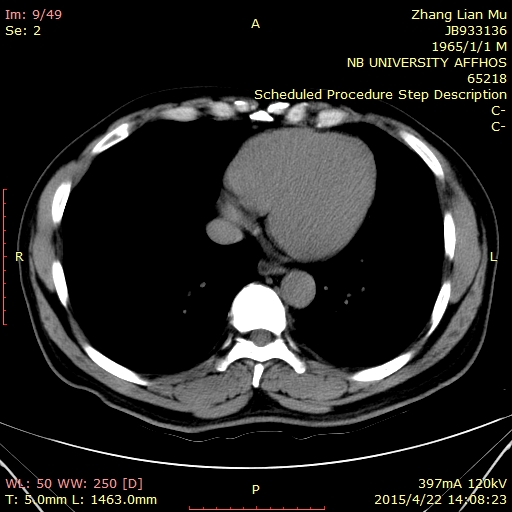 Im: 9/49
Se: 2
A
Zhang Lian Mu
JB933136
1965/1/1 M
NB UNIVERSITY AFFHOS
65218
Scheduled Procedure Step Description
C-
C-
R
L
WL: 50 WW: 250 [D]
T: 5.0mm L: 1463.0mm
P
397mA 120kV
2015/4/22 14:08:23